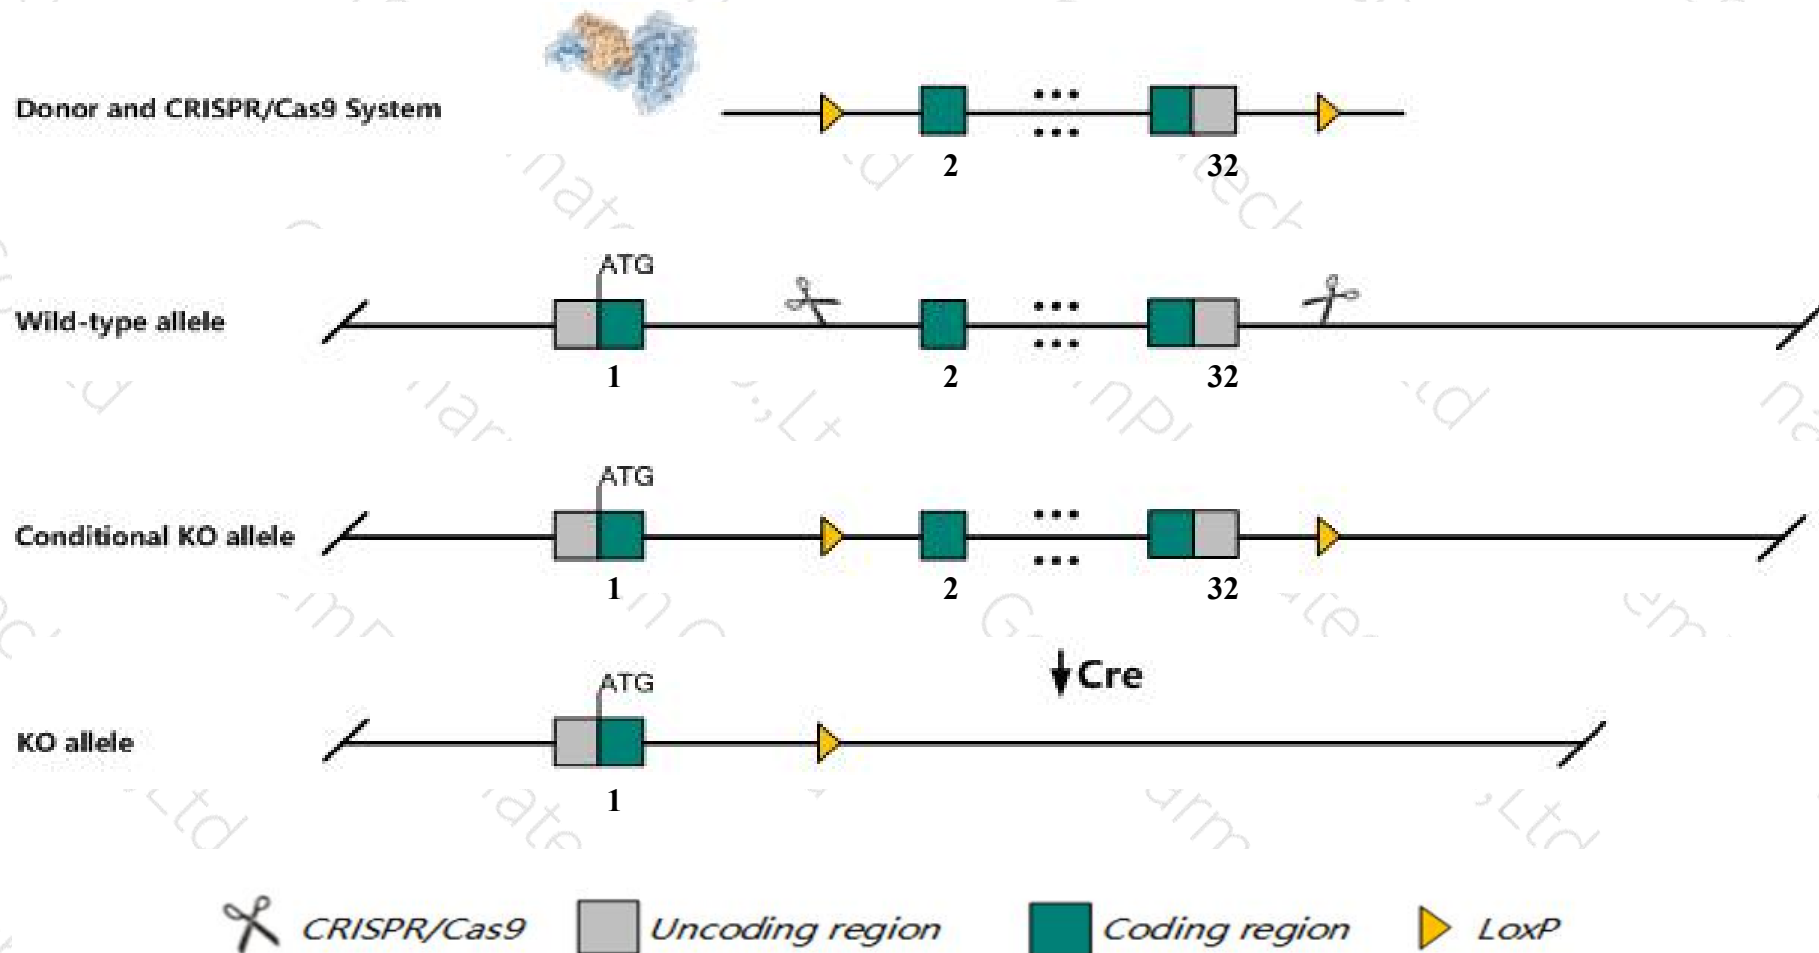 Donor and CRISPR/Cas9 System
2 32
ATG
Wild-type allele
1 2 32
ATG
Conditional KO allele
1 2 32
Cre
ATG
KO allele
1
CRISPR/Cas9 Uncoding region Coding region LoxP